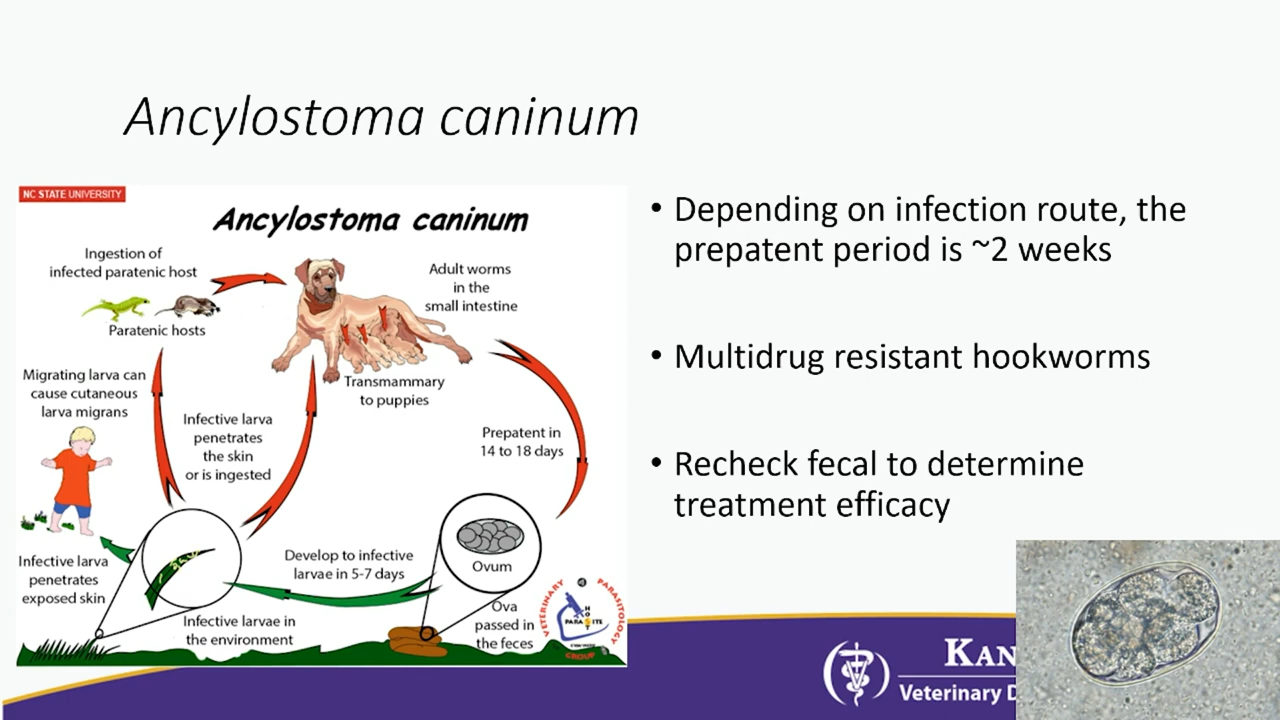 Ancylostoma caninum
NC STATE UNIVERSITY
Ancylostoma caninum
Ingestion of
infected paratenic host
Paratenic hosts
Adult worms
in the
small intestine
Transmammary
to puppies
Migrating larva can
cause cutaneous
larva migrans
Infective larva
penetrates
the skin
or is ingested
Prepatent in
14 to 18 days
Infective larva
penetrates
exposed skin
Develop to infective
larvae in 5-7 days
Ovum
Infective larvae in
the environment
Ova
passed in
the feces
VETERINARY PARASITOLOGY
PARASITE
GROUP
• Depending on infection route, the
prepatent period is ~2 weeks
• Multidrug resistant hookworms
• Recheck fecal to determine
treatment efficacy
KAN
Veterinary D